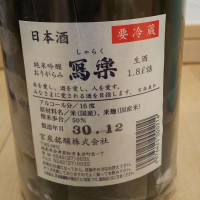 日本酒
要冷蔵
しゃらく
純米吟醸
おりがらみ
寫樂
生酒
1.8L詰
米を愛し、酒を愛し、人を愛す。
アルコール分/16度
原材料名/米(国産)、米麹(国産米)
精米歩合/50%
製造年月 30.12
宮泉銘醸株式会社